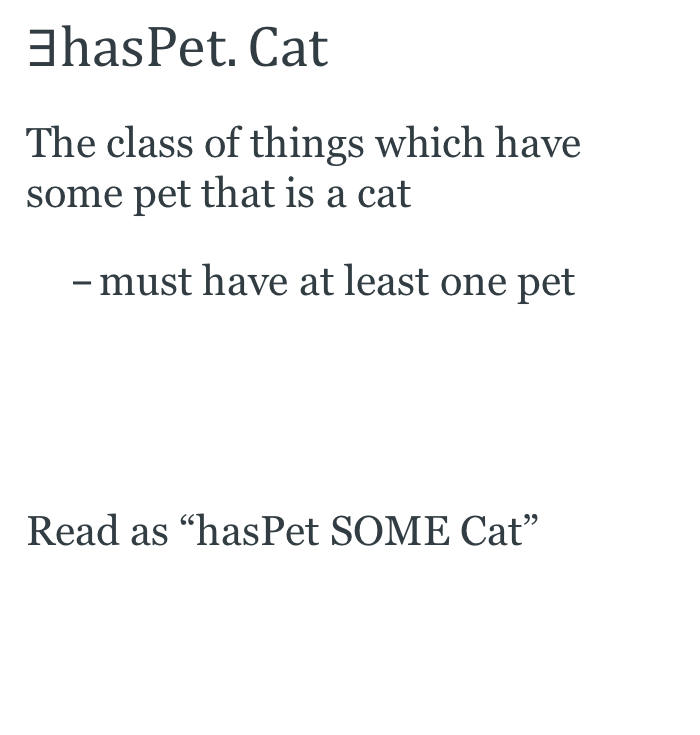 ∃hasPet. Cat
The class of things which have
some pet that is a cat
– must have at least one pet
Read as “hasPet SOME Cat”